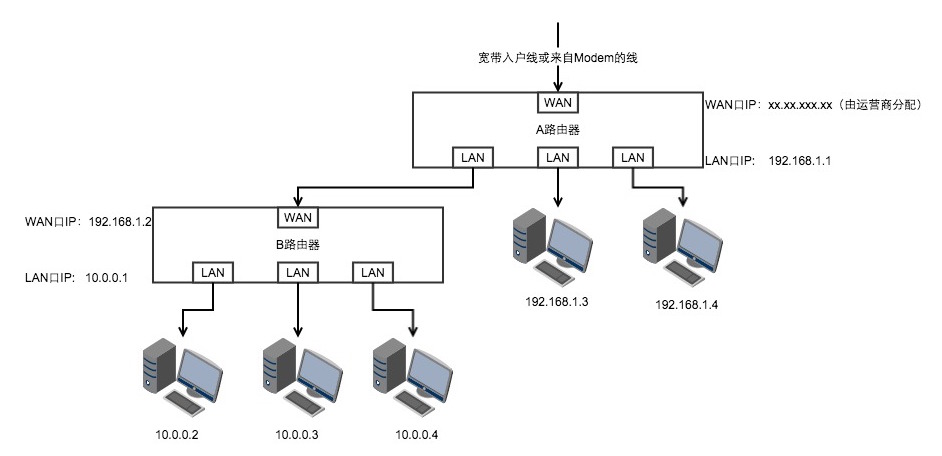 宽带入户线或来自Modem的线
WAN
WAN口IP：xx.xx.xxx.xx（由运营商分配）
A路由器
LAN
LAN
LAN
LAN口IP： 192.168.1.1
WAN
WAN口IP：192.168.1.2
B路由器
LAN口IP： 10.0.0.1
LAN
LAN
LAN
192.168.1.3
192.168.1.4
10.0.0.2
10.0.0.3
10.0.0.4